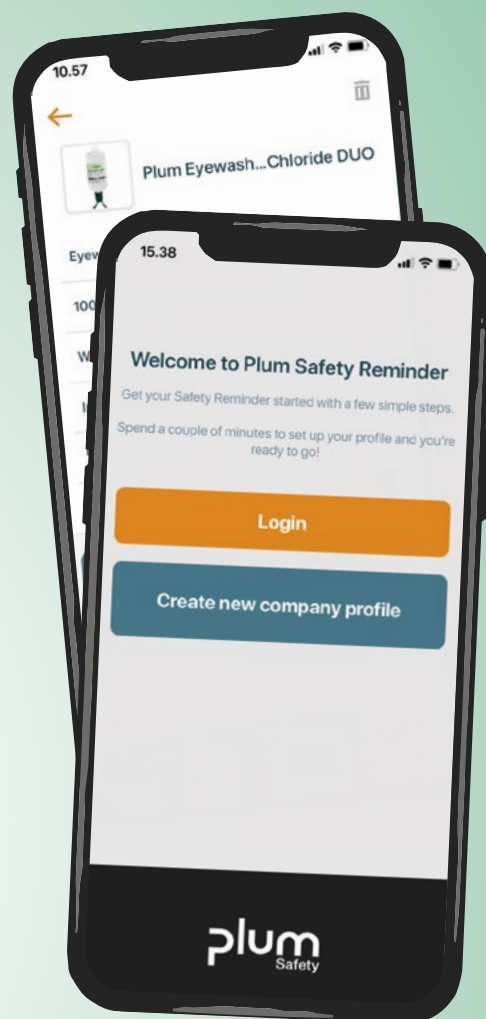 10.57
Plum Eyewash...Chloride DUO
100
15.38
Welcome to Plum Safety Reminder
Get your Safety Reminder started with a few simple steps.
Spend a couple of minutes to set up your profile and you're
ready to go!
Login
Create new company profile
plum
Safety